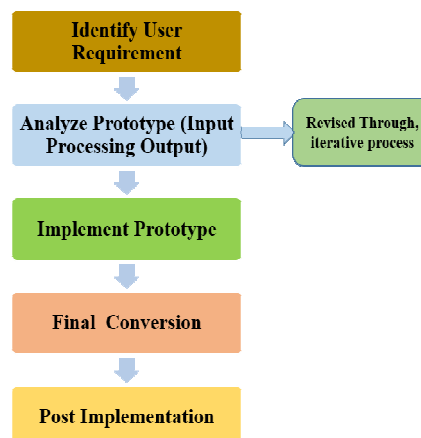 Identify User
Requirement
Analyze Prototype (Input
Processing Output)
Revised Through,
iterative process
Implement Prototype
Final Conversion
Post Implementation